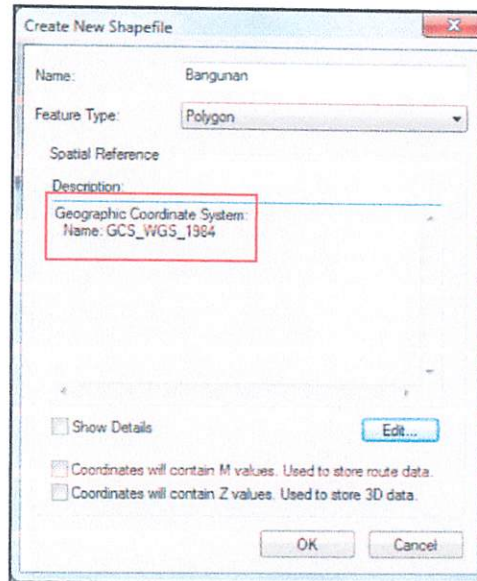 Create New Shapefile
Name: Bangunan
Feature Type: Polygon
Spatial Reference
Description:
Geographic Coordinate System:
Name: GCS_WGS_1984
Show Details
Edit...
Coordinates will contain M values. Used to store route data.
Coordinates will contain Z values. Used to store 3D data.
OK Cancel